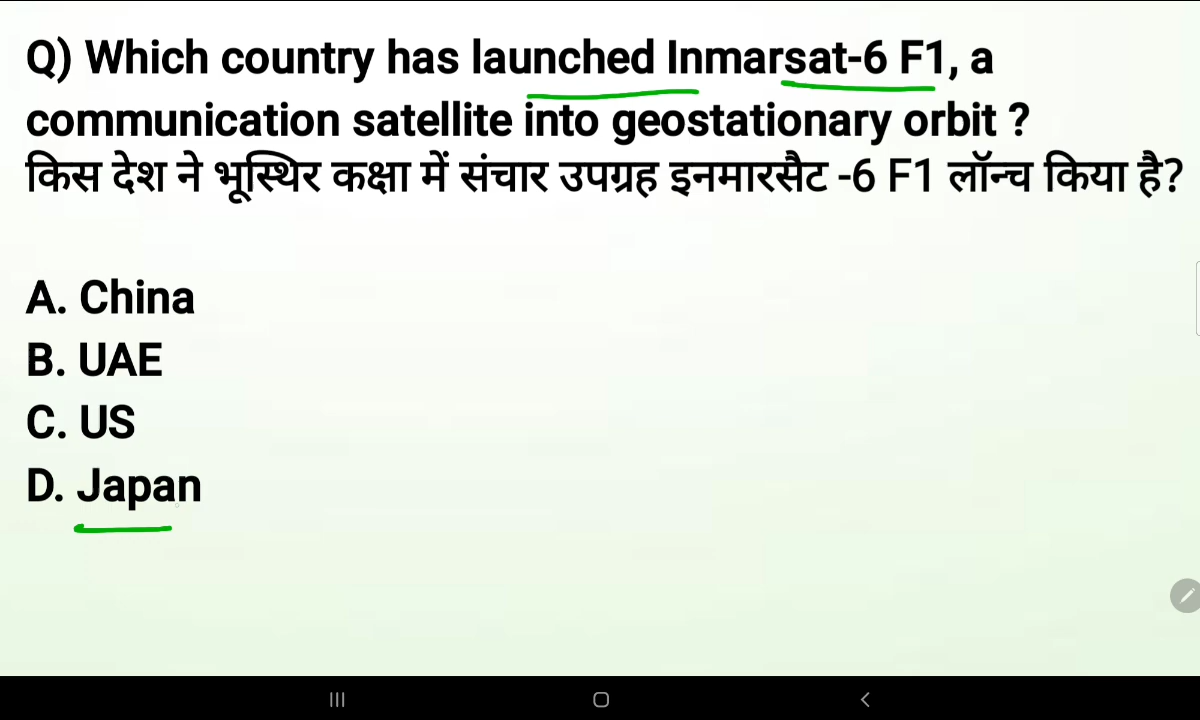 Q) Which country has launched Inmarsat-6 F1, a
communication satellite into geostationary orbit ?
किस देश ने भूस्थिर कक्षा में संचार उपग्रह इनमारसैट -6 F1 लॉन्च किया है?
A. China
B. UAE
C. US
D. Japan